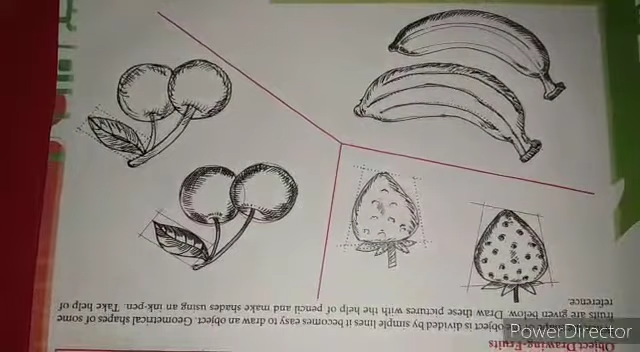 Object Drawing-Fruits
object is divided by simple lines it becomes easy to draw an object. Geometrical shapes of some
fruits are given below. Draw these pictures with the help of pencil and make shades using an ink-pen. Take help of
reference.
PowerDirector